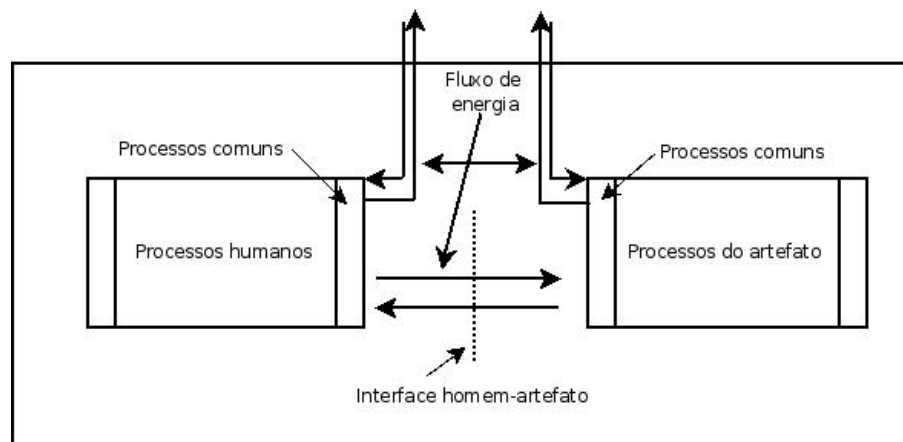 Fluxo de
energia
Processos comuns
Processos comuns
Processos humanos
Processos do artefato
Interface homem-artefato